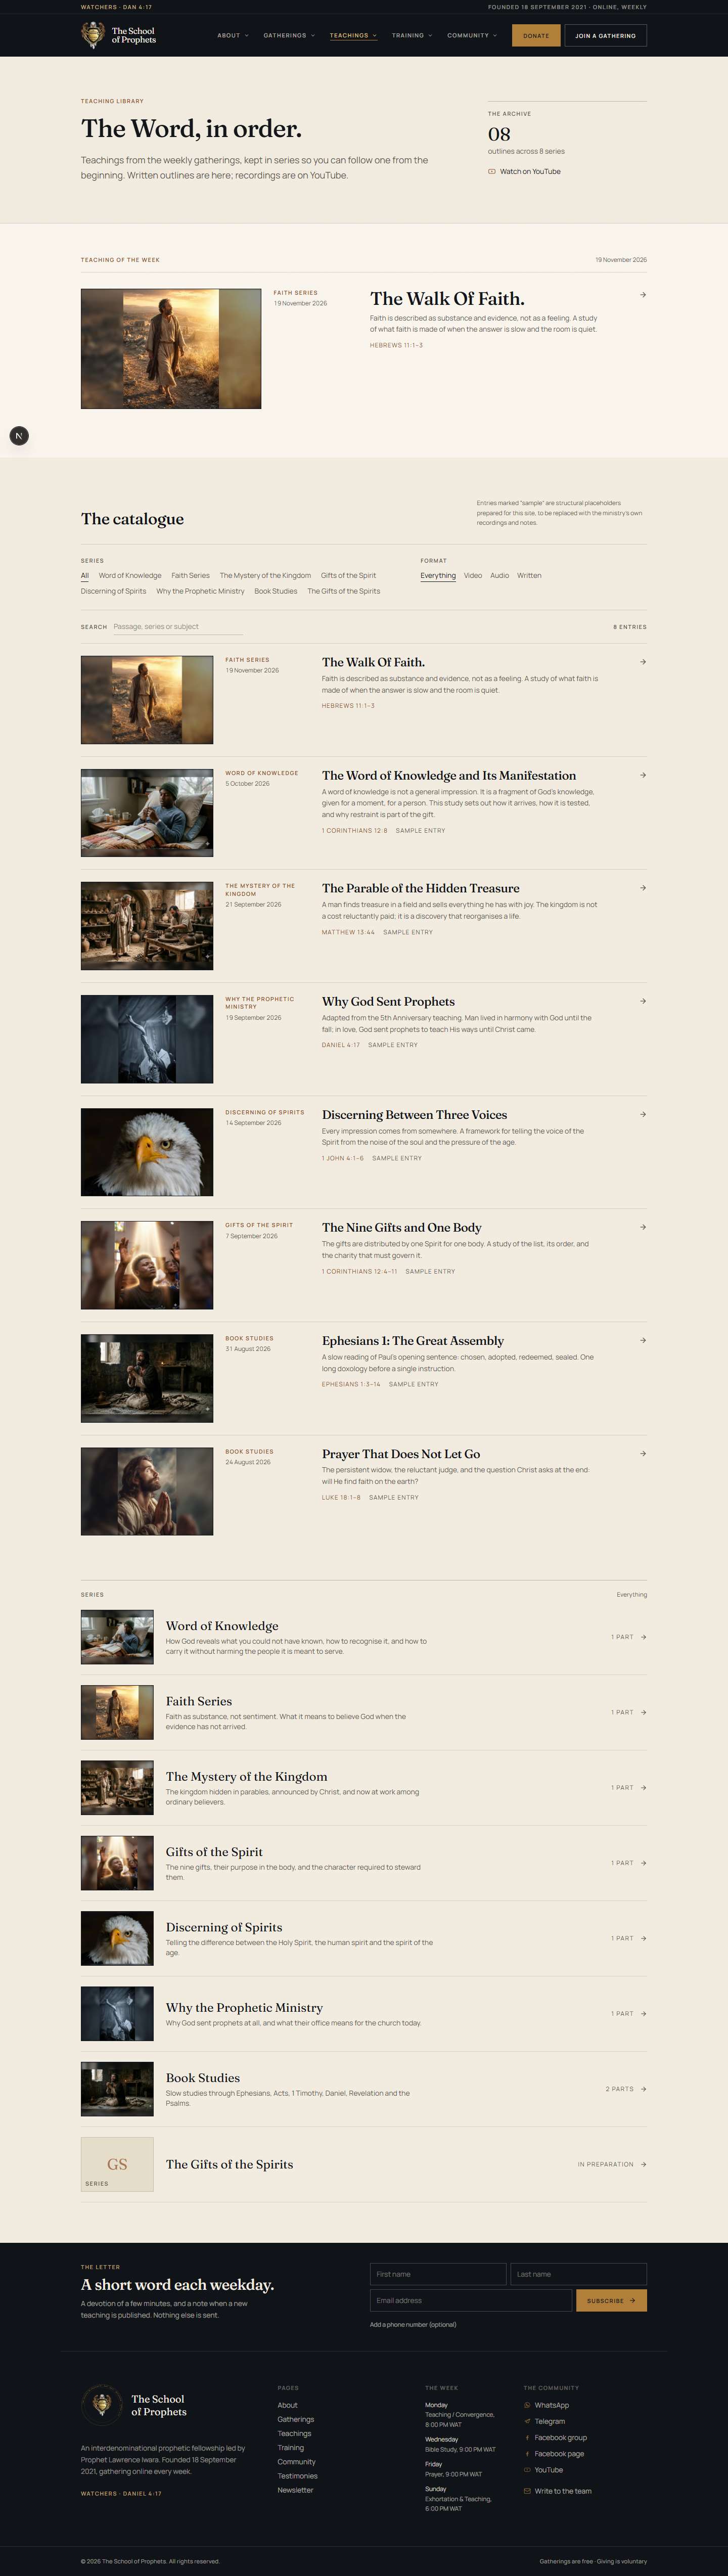 WATCHERS · DAN 4:17
FOUNDED 18 SEPTEMBER 2021 · ONLINE, WEEKLY
The School
of Prophets
ABOUT
GATHERINGS
TEACHINGS
TRAINING
COMMUNITY
DONATE
JOIN A GATHERING
TEACHING LIBRARY
The Word, in order.
Teachings from the weekly gatherings, kept in series so you can follow one from the
beginning. Written outlines are here; recordings are on YouTube.
THE ARCHIVE
08
outlines across 8 series
Watch on YouTube
TEACHING OF THE WEEK
19 November 2026
FAITH SERIES
19 November 2026
The Walk Of Faith.
Faith is described as substance and evidence, not as a feeling. A study
of what faith is made of when the answer is slow and the room is quiet.
HEBREWS 11:1–3
N
The catalogue
Entries marked "sample" are structural placeholders
prepared for this site, to be replaced with the ministry's own
recordings and notes.
SERIES
All
Word of Knowledge
Faith Series
The Mystery of the Kingdom
Gifts of the Spirit
Discerning of Spirits
Why the Prophetic Ministry
Book Studies
The Gifts of the Spirits
FORMAT
Everything
Video
Audio
Written
SEARCH
Passage, series or subject
8 ENTRIES
FAITH SERIES
19 November 2026
The Walk Of Faith.
Faith is described as substance and evidence, not as a feeling. A study of what faith is
made of when the answer is slow and the room is quiet.
HEBREWS 11:1–3
WORD OF KNOWLEDGE
5 October 2026
The Word of Knowledge and Its Manifestation
A word of knowledge is not a general impression. It is a fragment of God's knowledge,
given for a moment, for a person. This study sets out how it arrives, how it is tested,
and why restraint is part of the gift.
1 CORINTHIANS 12:8
SAMPLE ENTRY
THE MYSTERY OF THE
KINGDOM
21 September 2026
The Parable of the Hidden Treasure
A man finds treasure in a field and sells everything he has with joy. The kingdom is not
a cost reluctantly paid; it is a discovery that reorganises a life.
MATTHEW 13:44
SAMPLE ENTRY
WHY THE PROPHETIC
MINISTRY
19 September 2026
Why God Sent Prophets
Adapted from the 5th Anniversary teaching. Man lived in harmony with God until the
fall; in love, God sent prophets to teach His ways until Christ came.
DANIEL 4:17
SAMPLE ENTRY
DISCERNING OF SPIRITS
14 September 2026
Discerning Between Three Voices
Every impression comes from somewhere. A framework for telling the voice of the
Spirit from the noise of the soul and the pressure of the age.
1 JOHN 4:1–6
SAMPLE ENTRY
GIFTS OF THE SPIRIT
7 September 2026
The Nine Gifts and One Body
The gifts are distributed by one Spirit for one body. A study of the list, its order, and
the charity that must govern it.
1 CORINTHIANS 12:4–11
SAMPLE ENTRY
BOOK STUDIES
31 August 2026
Ephesians 1: The Great Assembly
A slow reading of Paul's opening sentence: chosen, adopted, redeemed, sealed. One
long doxology before a single instruction.
EPHESIANS 1:3–14
SAMPLE ENTRY
BOOK STUDIES
24 August 2026
Prayer That Does Not Let Go
The persistent widow, the reluctant judge, and the question Christ asks at the end:
will He find faith on the earth?
LUKE 18:1–8
SAMPLE ENTRY
SERIES
Everything
Word of Knowledge
How God reveals what you could not have known, how to recognise it, and how to
carry it without harming the people it is meant to serve.
1 PART
Faith Series
Faith as substance, not sentiment. What it means to believe God when the
evidence has not arrived.
1 PART
The Mystery of the Kingdom
The kingdom hidden in parables, announced by Christ, and now at work among
ordinary believers.
1 PART
Gifts of the Spirit
The nine gifts, their purpose in the body, and the character required to steward
them.
1 PART
Discerning of Spirits
Telling the difference between the Holy Spirit, the human spirit and the spirit of the
age.
1 PART
Why the Prophetic Ministry
Why God sent prophets at all, and what their office means for the church today.
1 PART
Book Studies
Slow studies through Ephesians, Acts, 1 Timothy, Daniel, Revelation and the
Psalms.
2 PARTS
GS
SERIES
The Gifts of the Spirits
IN PREPARATION
THE LETTER
A short word each weekday.
A devotion of a few minutes, and a note when a new
teaching is published. Nothing else is sent.
First name
Last name
Email address
SUBSCRIBE
Add a phone number (optional)
The School
of Prophets
An interdenominational prophetic fellowship led by
Prophet Lawrence Iwara. Founded 18 September
2021, gathering online every week.
WATCHERS · DANIEL 4:17
PAGES
About
Gatherings
Teachings
Training
Community
Testimonies
Newsletter
THE WEEK
Monday
Teaching / Convergence,
8:00 PM WAT
Wednesday
Bible Study, 9:00 PM WAT
Friday
Prayer, 9:00 PM WAT
Sunday
Exhortation & Teaching,
6:00 PM WAT
THE COMMUNITY
WhatsApp
Telegram
Facebook group
Facebook page
YouTube
Write to the team
© 2026 The School of Prophets. All rights reserved.
Gatherings are free · Giving is voluntary